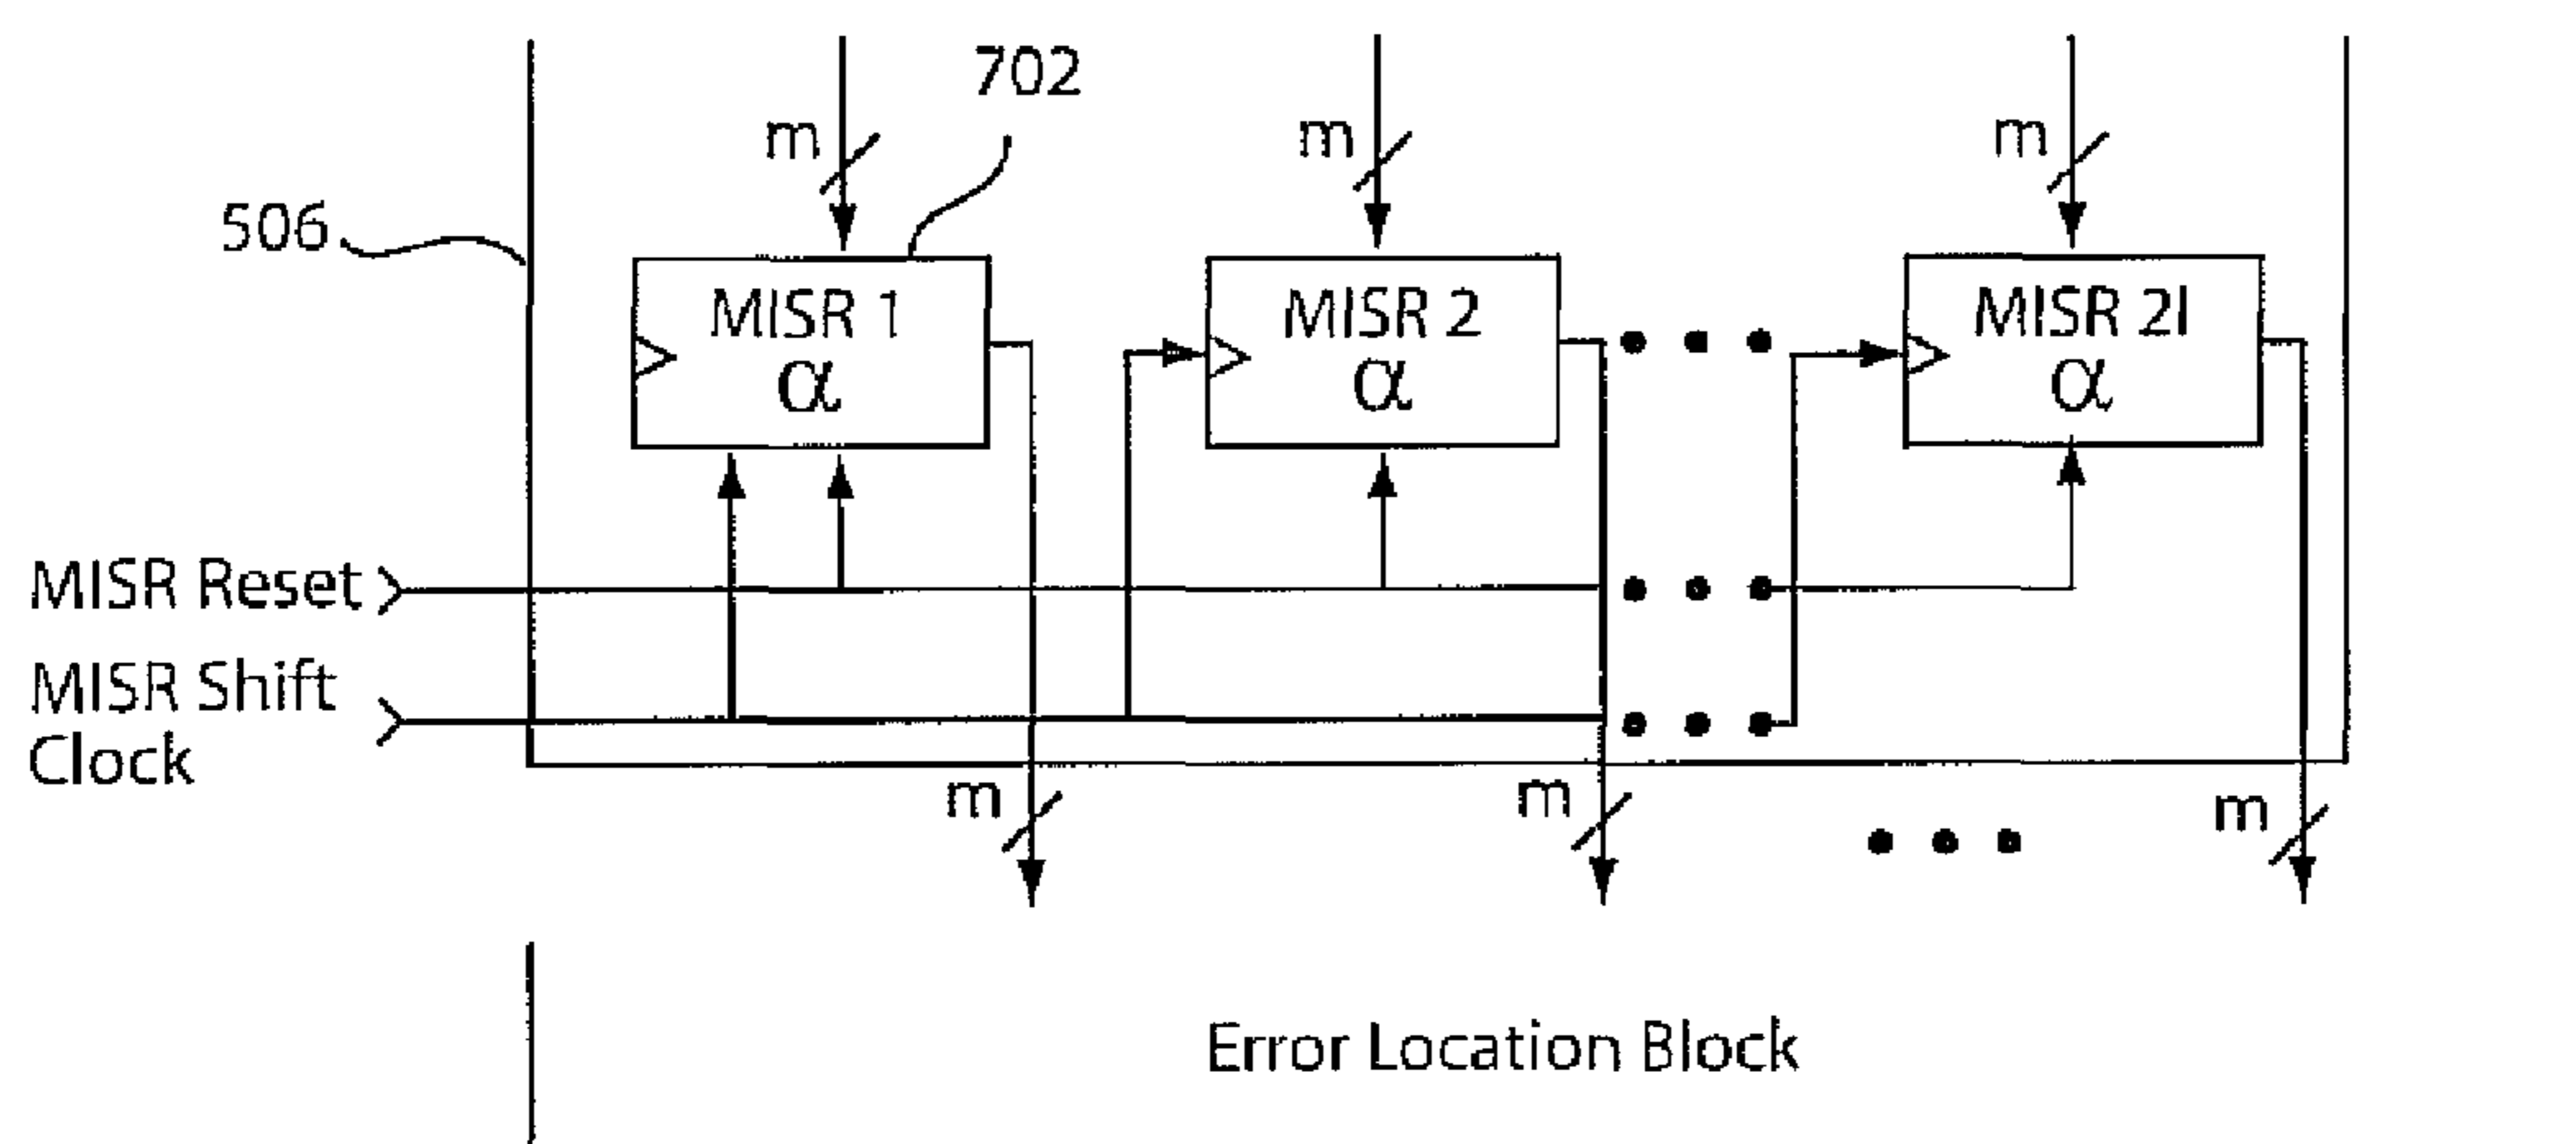 702
m
m
m
506
MISR 1
α
MISR 2
α
MISR 2l
α
MISR Reset
MISR Shift
Clock
m
m
m
Error Location Block